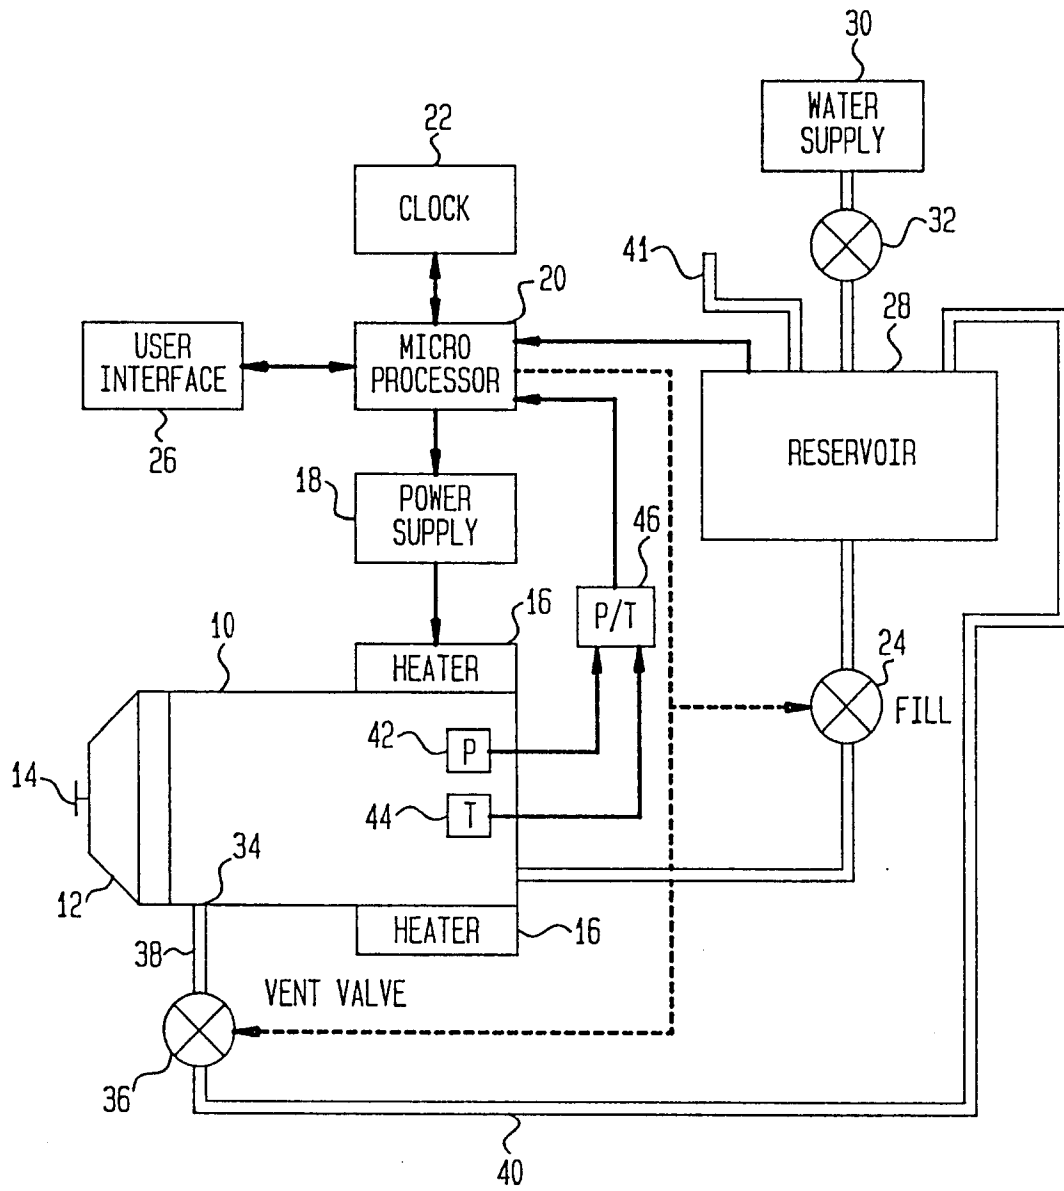 30
WATER
SUPPLY
22
CLOCK
32
41
20
28
USER
INTERFACE
MICRO
PROCESSOR
26
RESERVOIR
18
POWER
SUPPLY
46
P/T
16
10
HEATER
24
FILL
42
P
14
44
T
34
12
HEATER
16
38
VENT VALVE
36
40